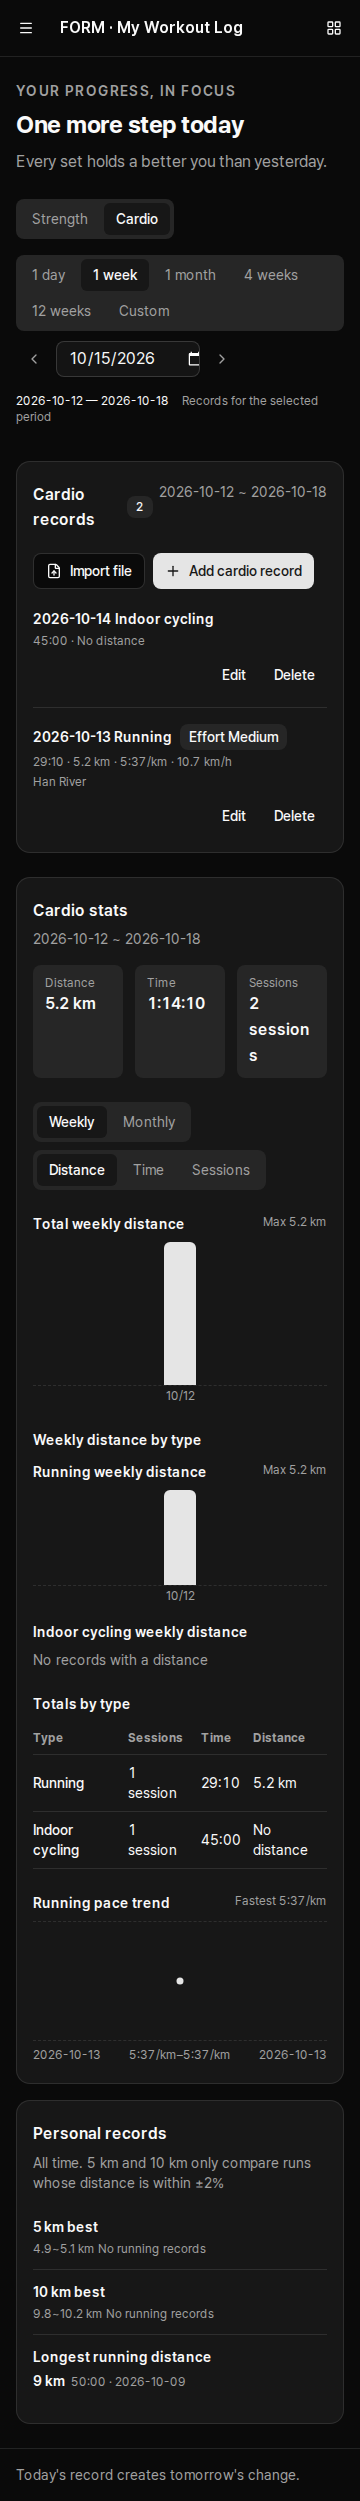 FORM · My Workout Log
YOUR PROGRESS, IN FOCUS
One more step today
Every set holds a better you than yesterday.
Strength Cardio
1 day 1 week 1 month 4 weeks
12 weeks Custom
10/15/2026
2026-10-12 — 2026-10-18 Records for the selected
period
Cardio
records
2
2026-10-12 ~ 2026-10-18
Import file
Add cardio record
2026-10-14 Indoor cycling
45:00 · No distance
Edit Delete
2026-10-13 Running Effort Medium
29:10 · 5.2 km · 5:37/km · 10.7 km/h
Han River
Edit Delete
Cardio stats
2026-10-12 ~ 2026-10-18
Distance
5.2 km
Time
1:14:10
Sessions
2
session
s
Weekly Monthly
Distance Time Sessions
Total weekly distance Max 5.2 km
10/12
Weekly distance by type
Running weekly distance Max 5.2 km
10/12
Indoor cycling weekly distance
No records with a distance
Totals by type
Type Sessions Time Distance
Running 1 session 29:10 5.2 km
Indoor cycling 1 session 45:00 No distance
Running pace trend Fastest 5:37/km
2026-10-13 5:37/km–5:37/km 2026-10-13
Personal records
All time. 5 km and 10 km only compare runs
whose distance is within ±2%
5 km best
4.9–5.1 km No running records
10 km best
9.8–10.2 km No running records
Longest running distance
9 km 50:00 · 2026-10-09
Today's record creates tomorrow's change.